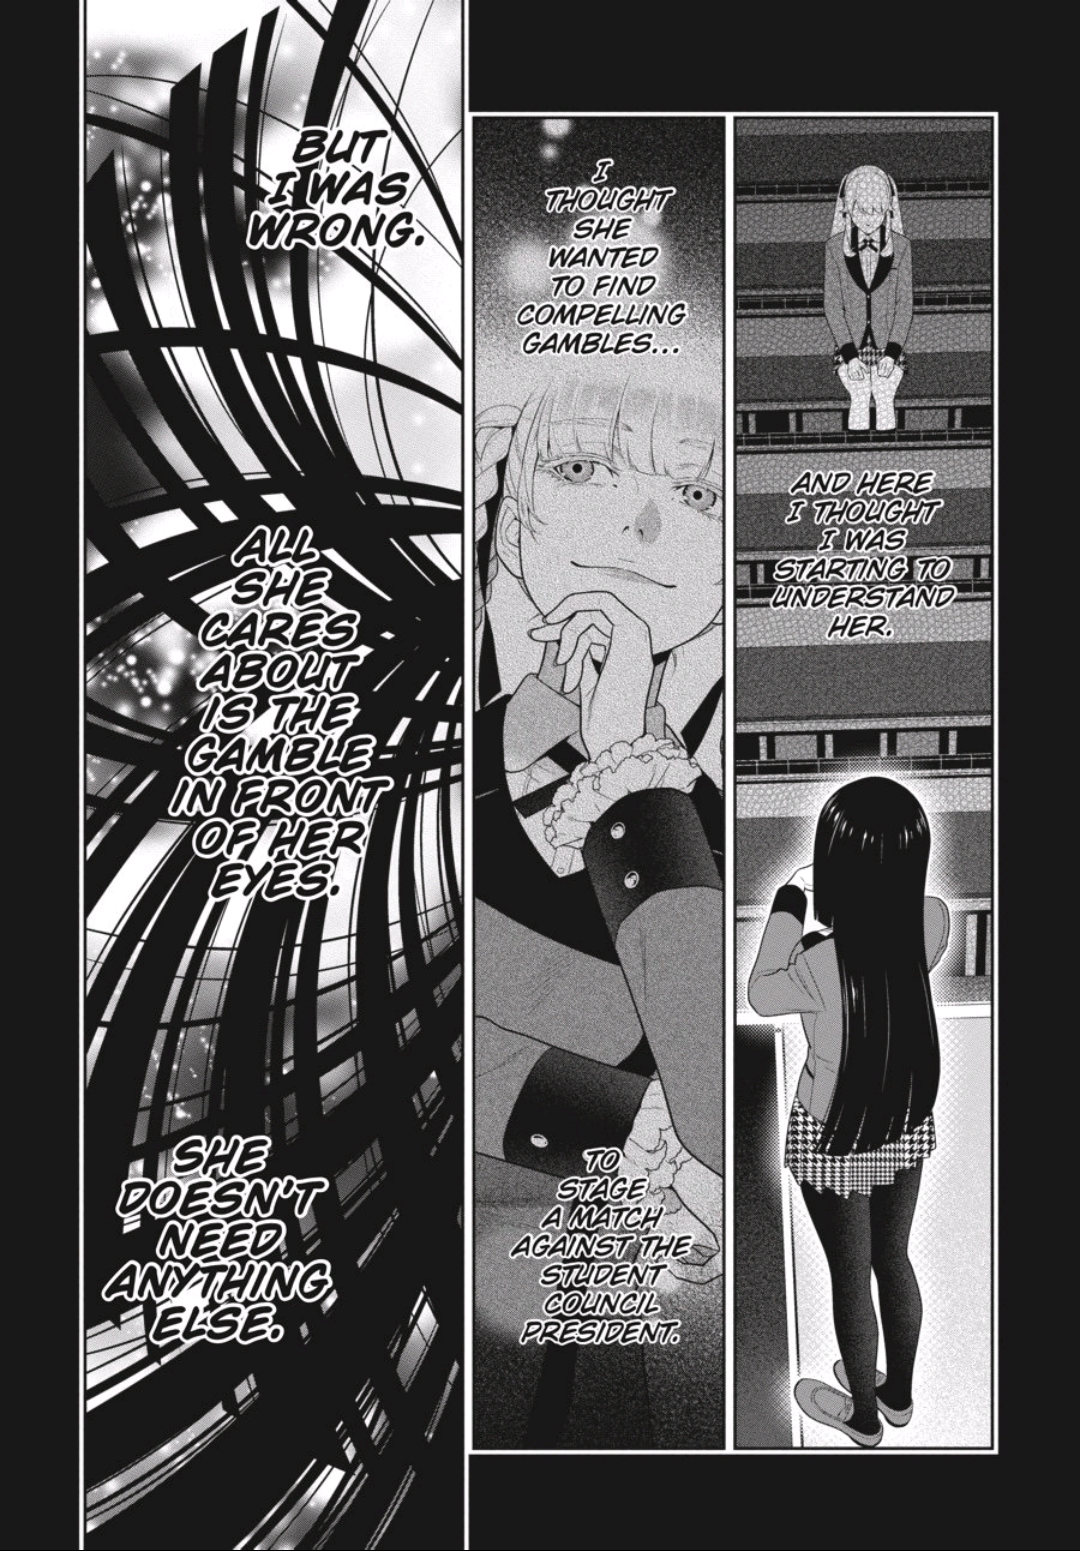 AND HERE
I THOUGHT
I WAS
STARTING TO
UNDERSTAND
HER.
I
THOUGHT
SHE
WANTED
TO FIND
COMPELLING
GAMBLES...
TO
STAGE
A MATCH
AGAINST THE
STUDENT
COUNCIL
PRESIDENT.
BUT
I WAS
WRONG.
ALL
SHE
CARES
ABOUT
IS THE
GAMBLE
IN FRONT
OF HER
EYES.
SHE
DOESN'T
NEED
ANYTHING
ELSE.